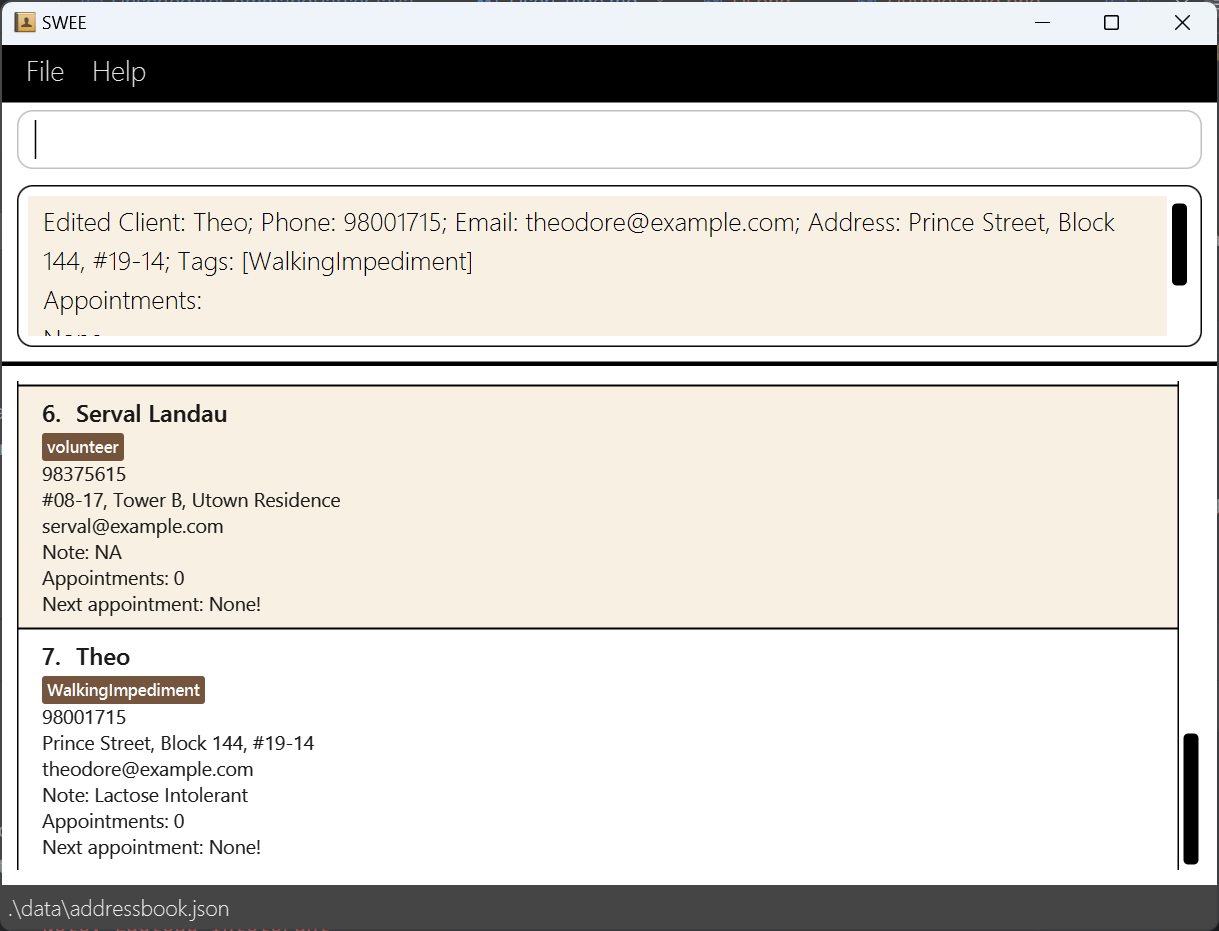 SWEE
File Help
Edited Client: Theo; Phone: 98001715; Email: theodore@example.com; Address: Prince Street, Block
144, #19-14; Tags: [WalkingImpediment]
Appointments:
6. Serval Landau
volunteer
98375615
#08-17, Tower B, Utown Residence
serval@example.com
Note: NA
Appointments: 0
Next appointment: None!
7. Theo
WalkingImpediment
98001715
Prince Street, Block 144, #19-14
theodore@example.com
Note: Lactose Intolerant
Appointments: 0
Next appointment: None!
.\data\addressbook.json